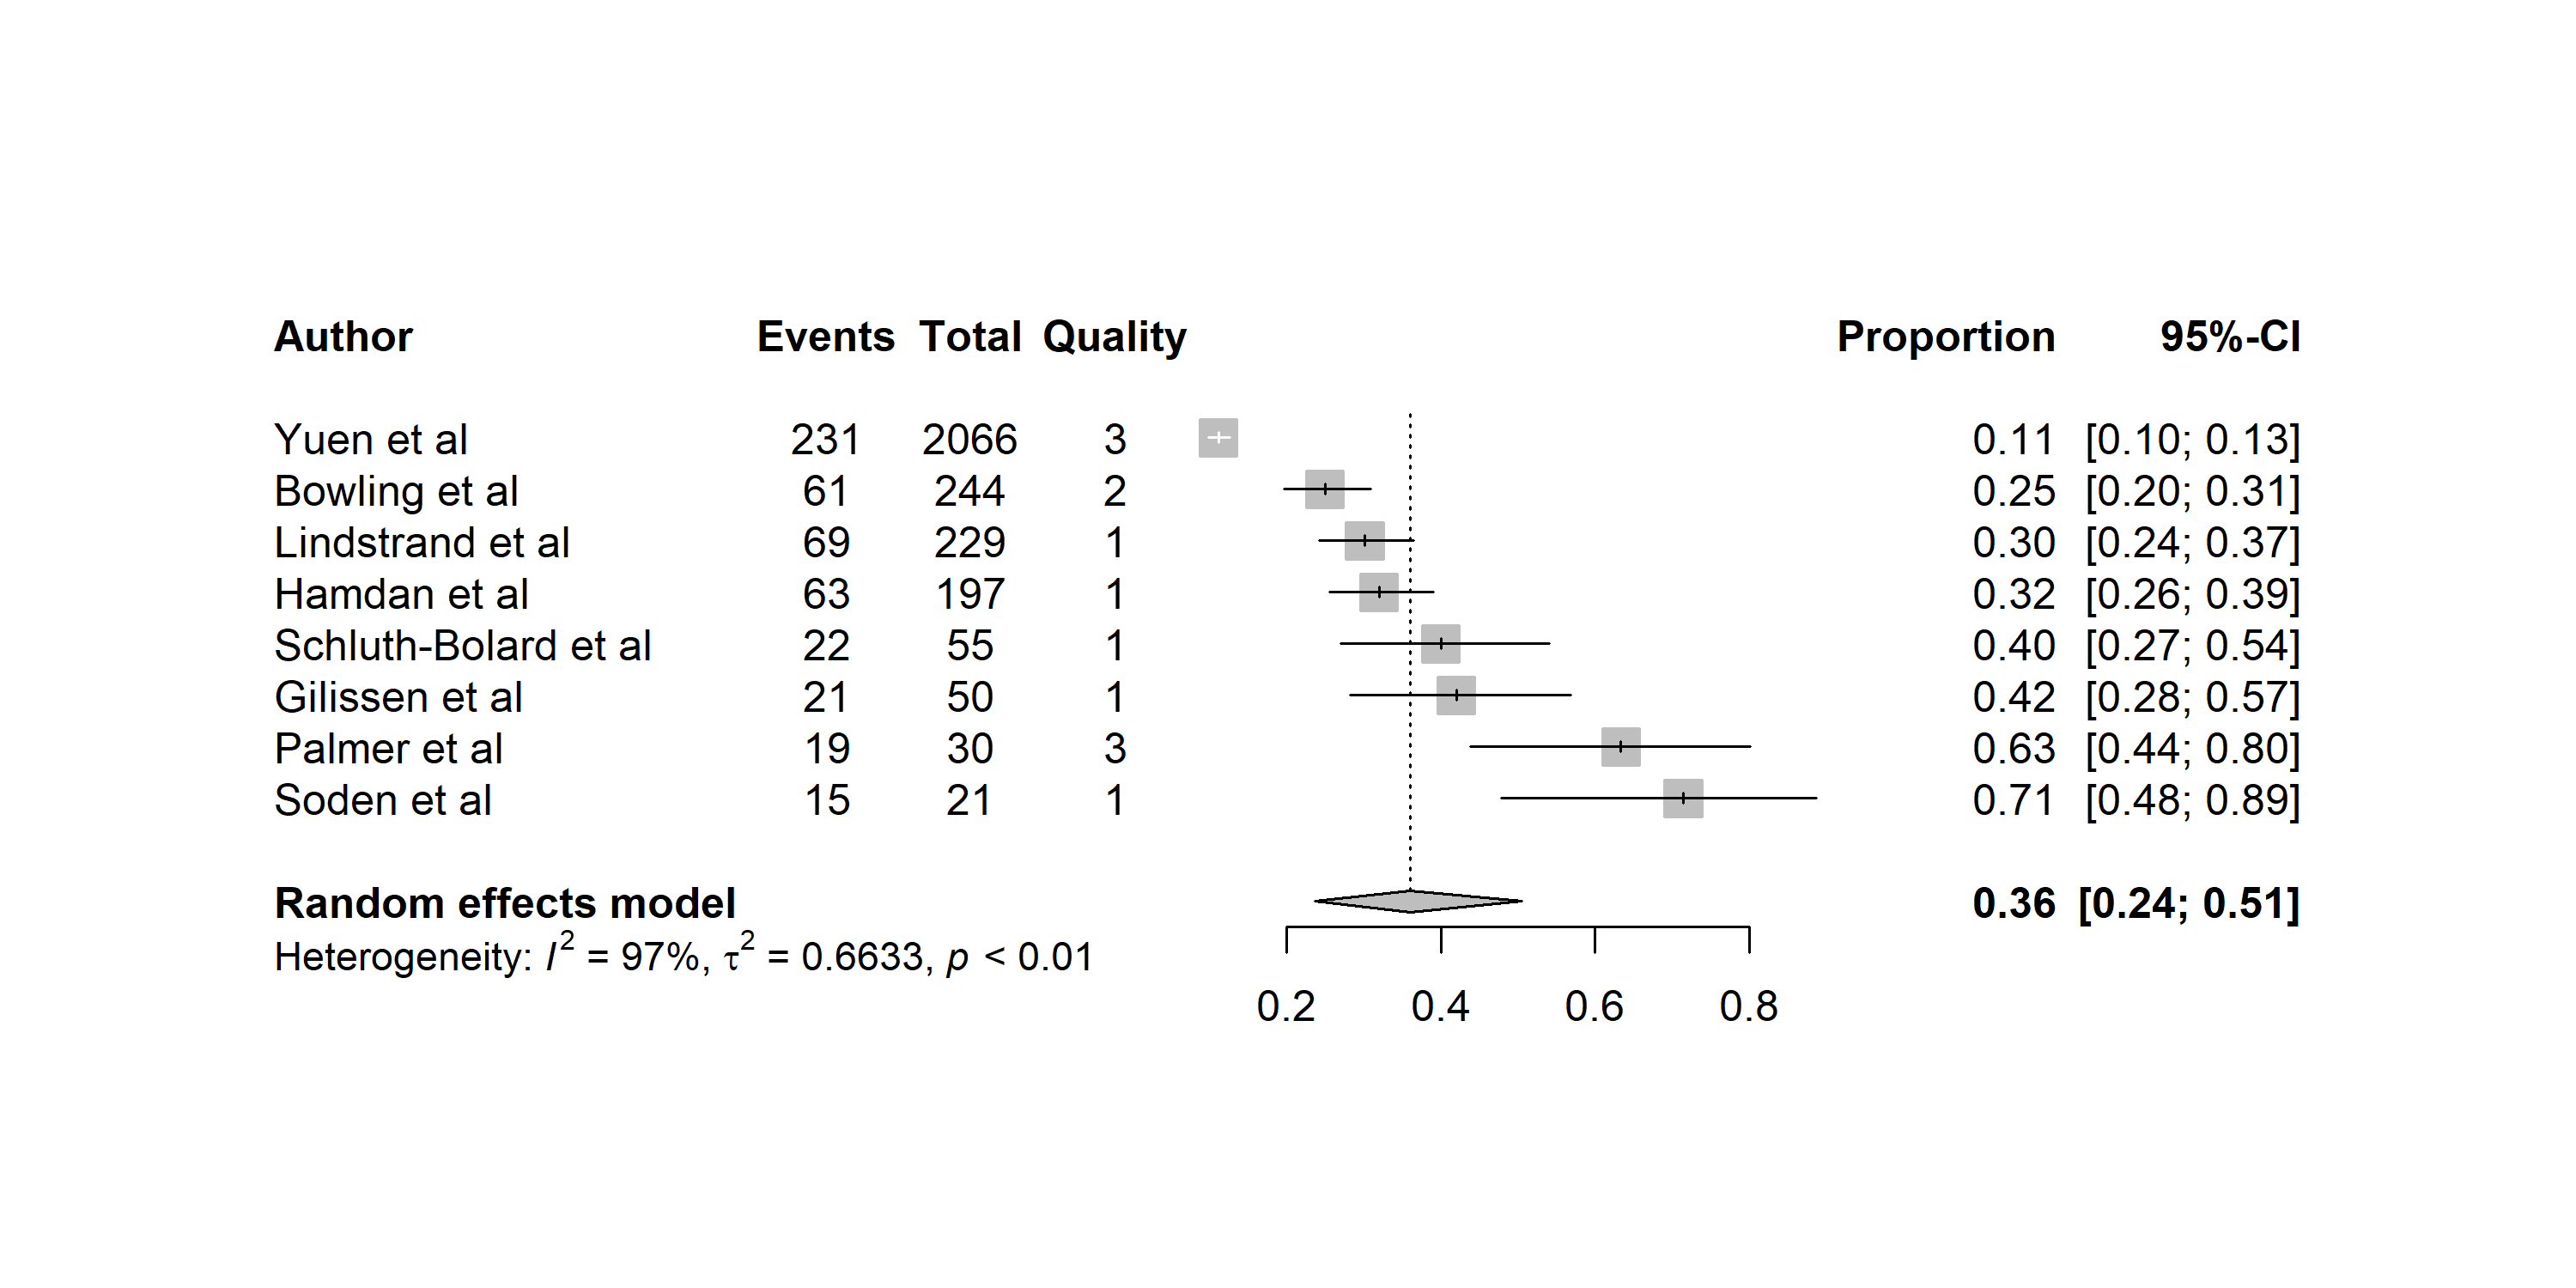 Author Events Total Quality Proportion 95%-CI
Yuen et al 231 2066 3 0.11 [0.10; 0.13]
Bowling et al 61 244 2 0.25 [0.20; 0.31]
Lindstrand et al 69 229 1 0.30 [0.24; 0.37]
Hamdan et al 63 197 1 0.32 [0.26; 0.39]
Schluth-Bolard et al 22 55 1 0.40 [0.27; 0.54]
Gilissen et al 21 50 1 0.42 [0.28; 0.57]
Palmer et al 19 30 3 0.63 [0.44; 0.80]
Soden et al 15 21 1 0.71 [0.48; 0.89]
Random effects model 0.36 [0.24; 0.51]
Heterogeneity: I² = 97%, τ² = 0.6633, p < 0.01
0.2 0.4 0.6 0.8